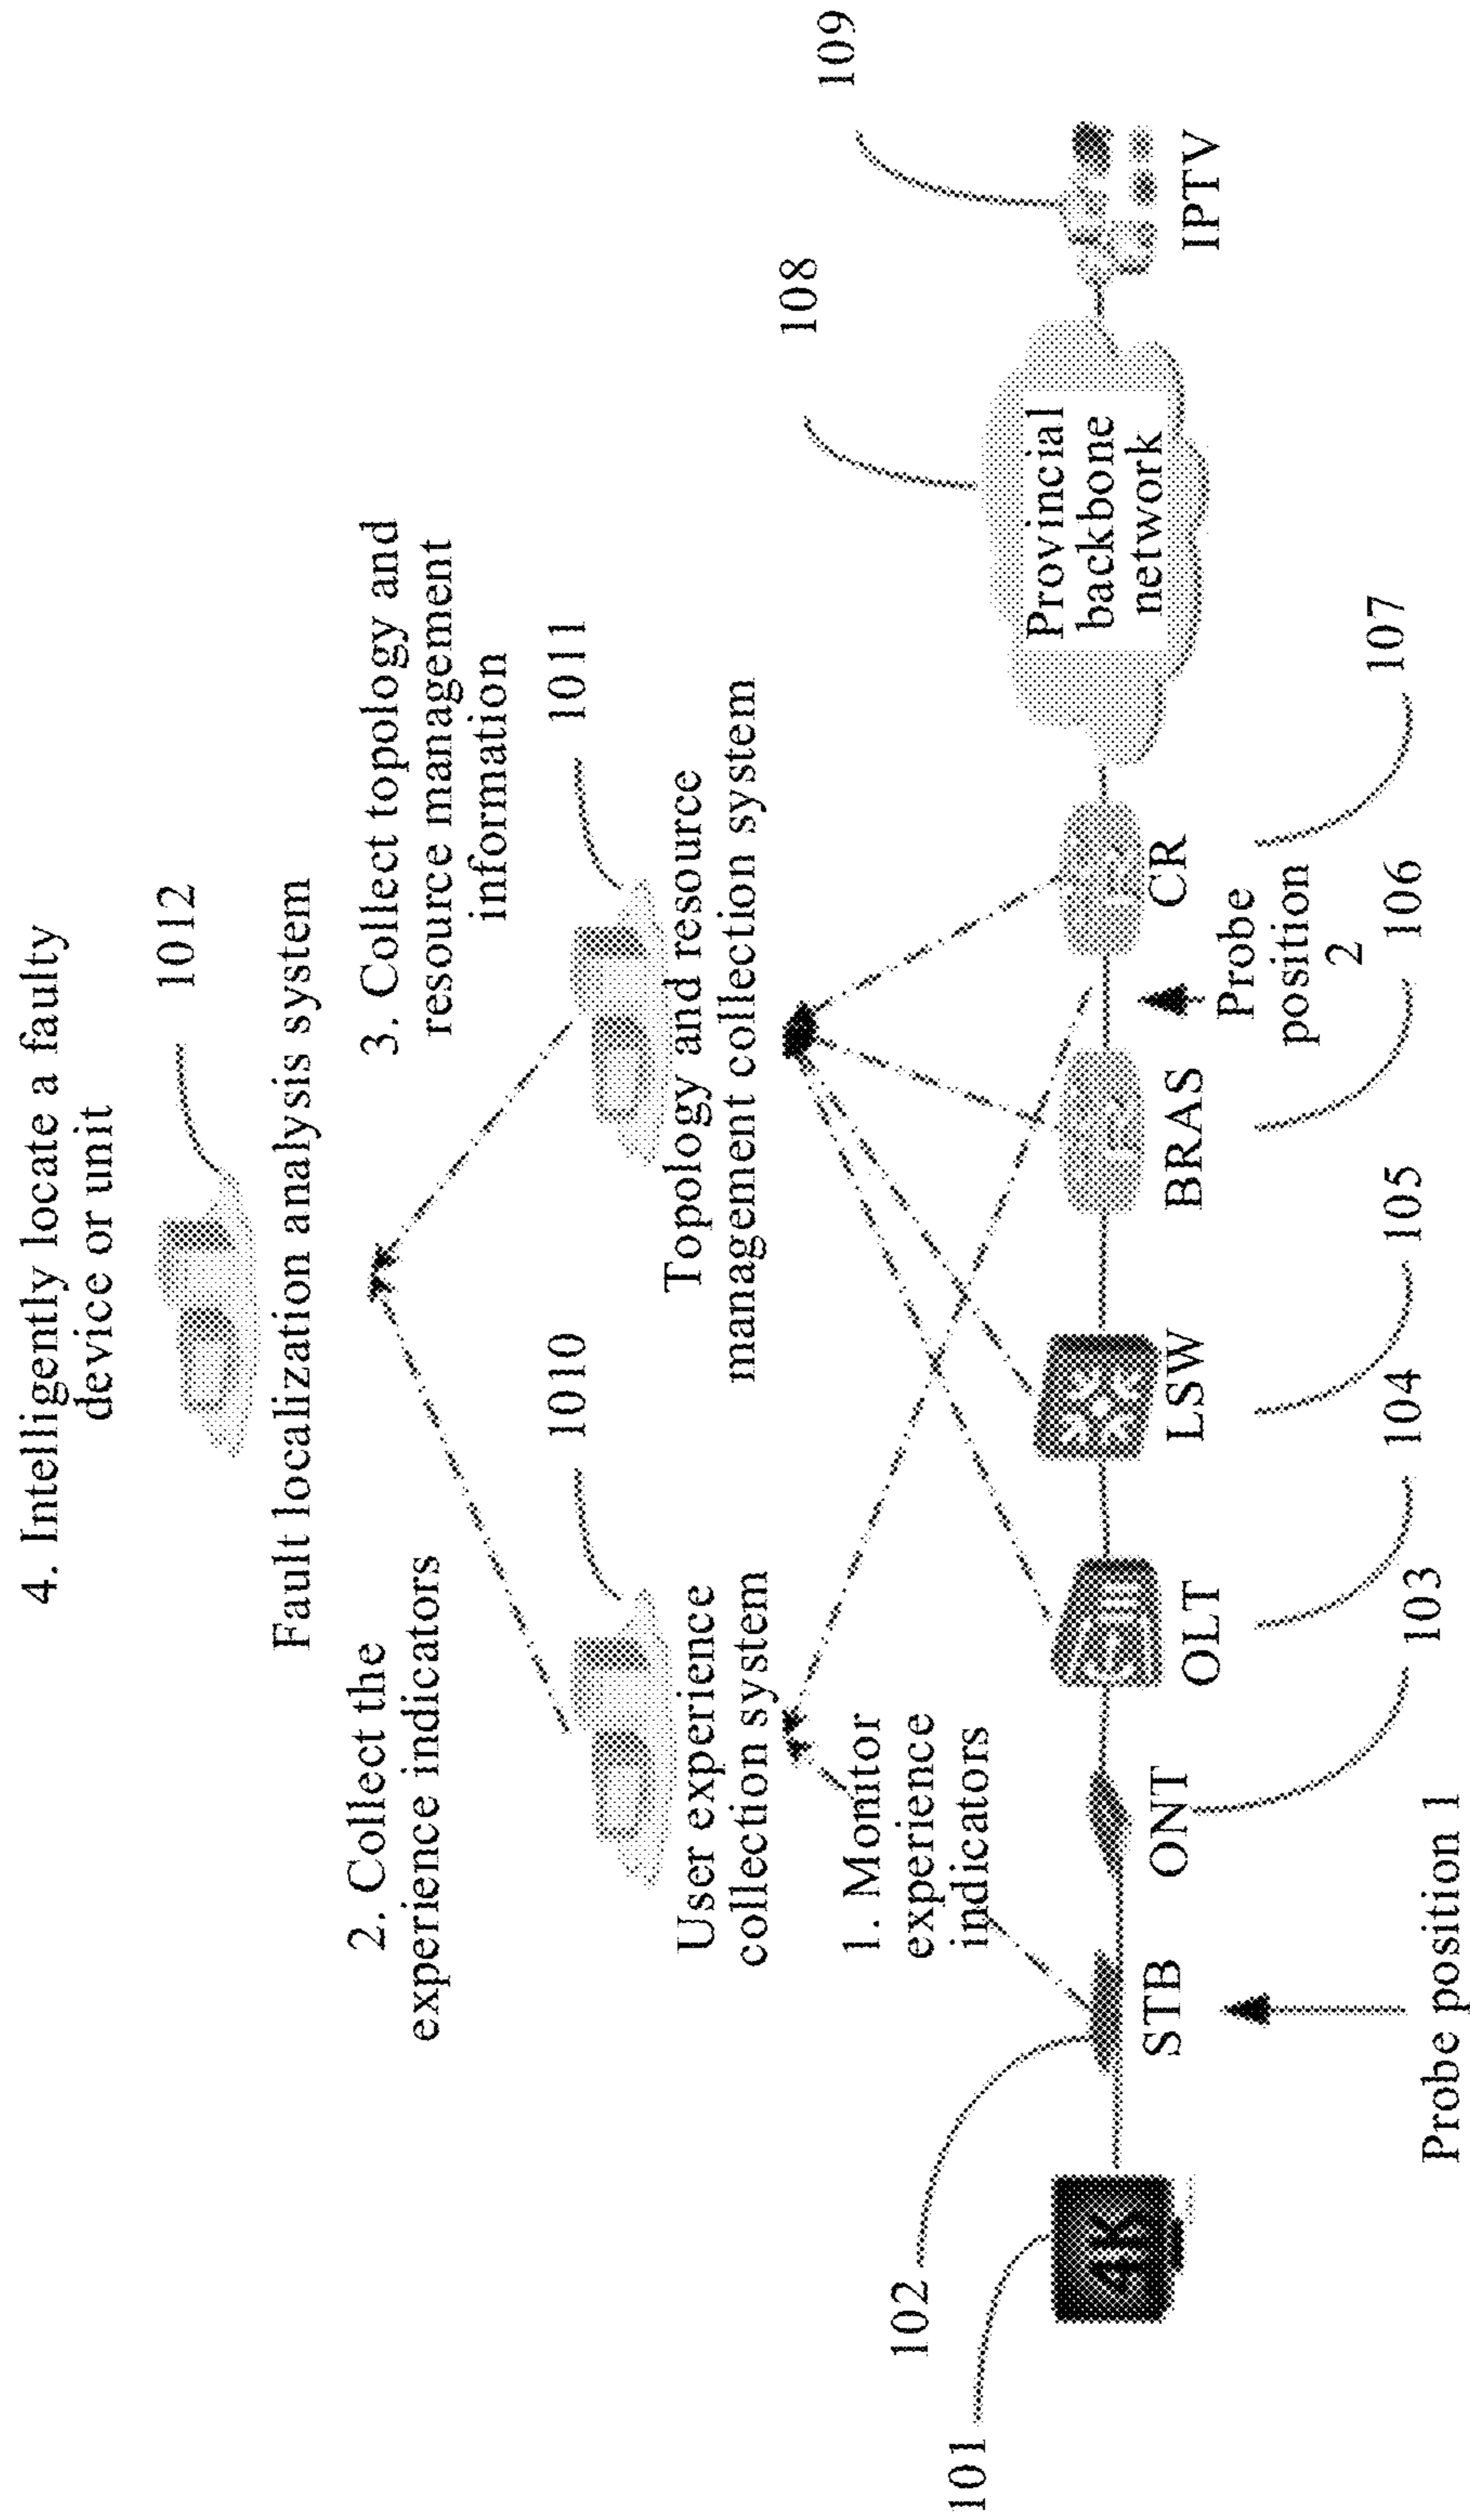 4. Intelligently locate a faulty
device or unit
1012
Fault localization analysis system
2. Collect the
experience indicators
3. Collect topology and
resource management
information
1010
1011
User experience
collection system
Topology and resource
management collection system
1. Monitor
experience
indicators
108
109
101
102
4K
STB
ONT
OLT
LSW
BRAS
CR
Provincial
backbone
network
IPTV
Probe position 1
Probe
position
2
103
104
105
106
107